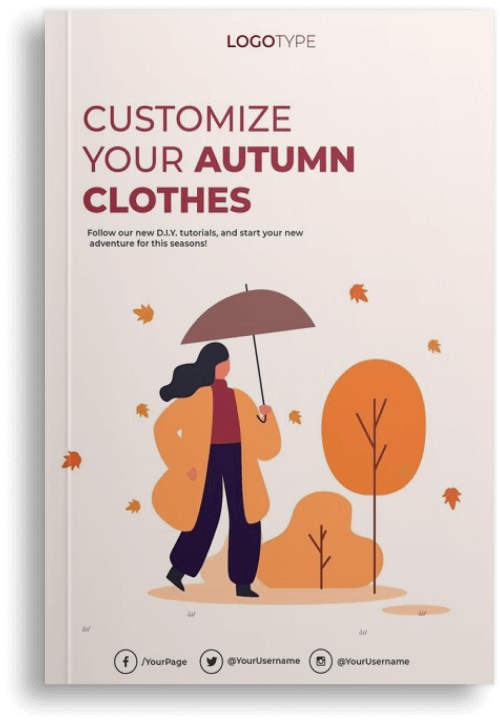 LOGOTYPE
CUSTOMIZE
YOUR AUTUMN
CLOTHES
Follow our new D.I.Y. tutorials, and start your new
adventure for this seasons!
/YourPage
@YourUsername
@YourUsername